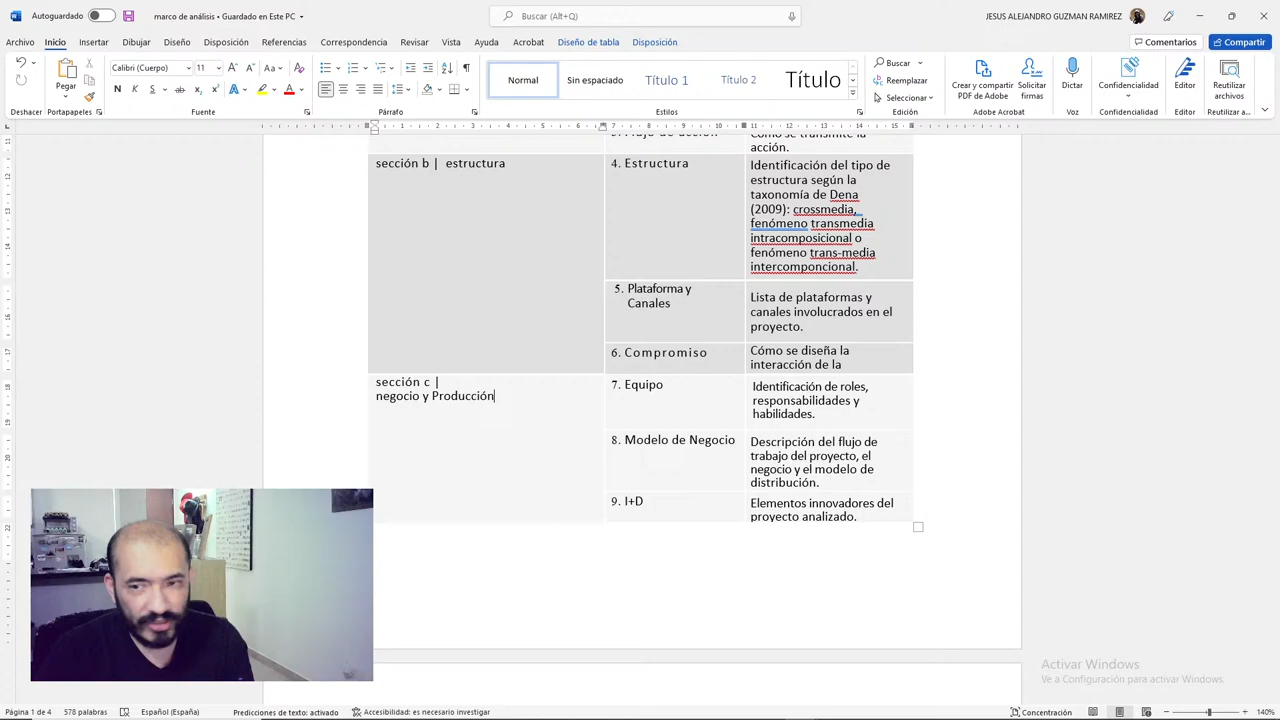 Autoguardado
marco de análisis • Guardado en Este PC
Buscar (Alt+Q)
JESUS ALEJANDRO GUZMAN RAMIREZ
Archivo Inicio Insertar Dibujar Diseño Disposición Referencias Correspondencia Revisar Vista Ayuda Acrobat Diseño de tabla Disposición
Comentarios Compartir
Pegar
Calibri (Cuerpo) 11
Normal
Sin espaciado
Título 1
Título 2
Título
Buscar
Reemplazar
Seleccionar
Crear y compartir
PDF de Adobe
Solicitar
firmas
Dictar
Confidencialidad
Editor
Reutilizar
archivos
Deshacer Portapapeles Fuente Párrafo Estilos Edición Adobe Acrobat Voz Confidencialidad Editor Reutilizar a...
3. Flujo de acción
Cómo se transmite la
acción.
sección b | estructura
4. Estructura
Identificación del tipo de
estructura según la
taxonomía de Dena
(2009): crossmedia,
fenómeno transmedia
intracomposicional o
fenómeno trans-media
intercomponcional.
5. Plataforma y
Canales
Lista de plataformas y
canales involucrados en el
proyecto.
6. Compromiso
Cómo se diseña la
interacción de la
sección c |
negocio y Producción
7. Equipo
Identificación de roles,
responsabilidades y
habilidades.
8. Modelo de Negocio
Descripción del flujo de
trabajo del proyecto, el
negocio y el modelo de
distribución.
9. I+D
Elementos innovadores del
proyecto analizado.
Activar Windows
Ve a Configuración para activar Windows.
Página 1 de 4 578 palabras Español (España) Predicciones de texto: activado Accesibilidad: es necesario investigar Concentración 140%